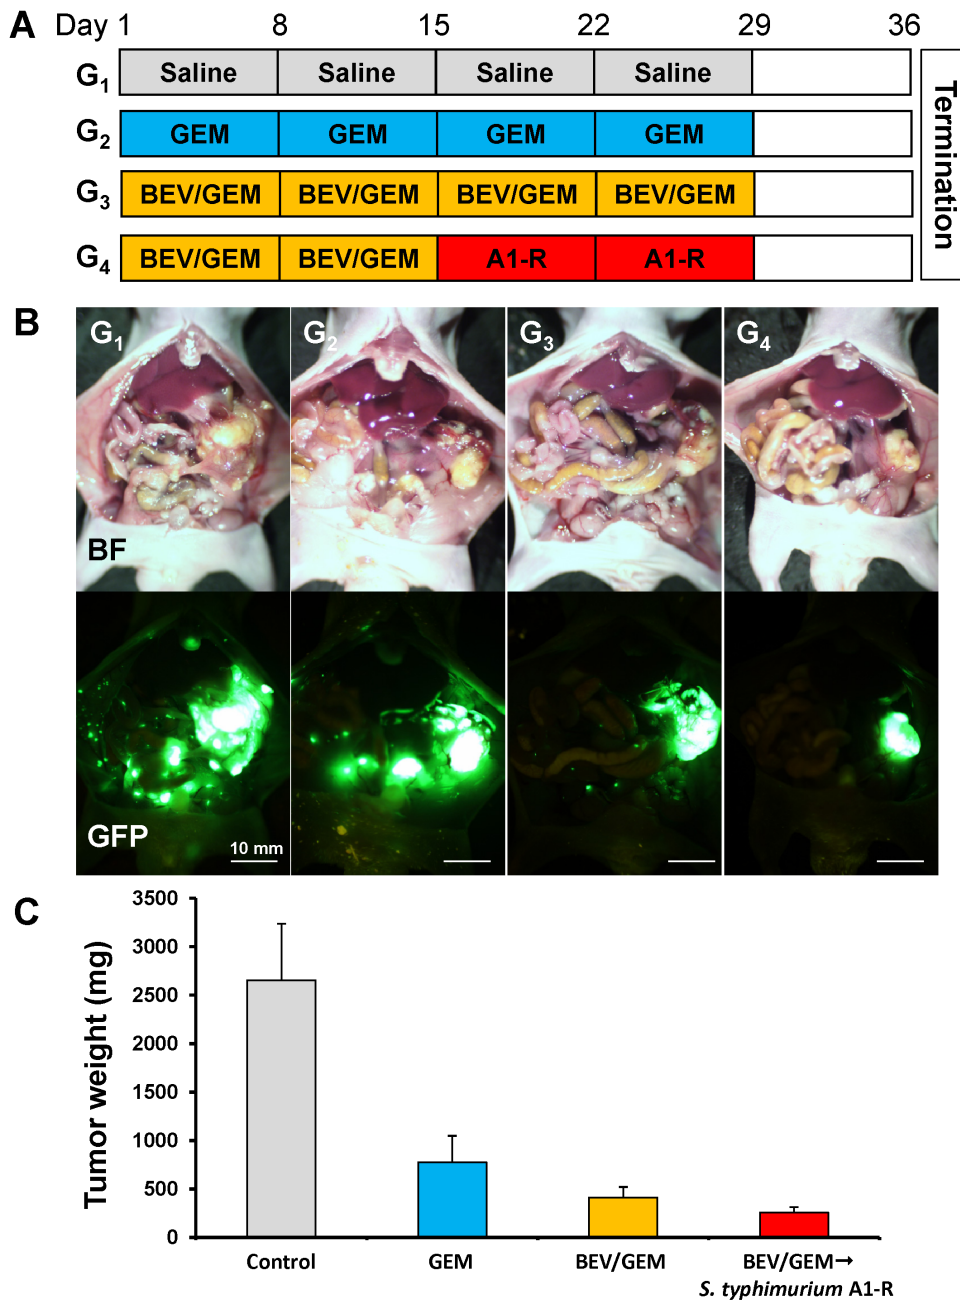 A Day 1 8 15 22 29 36
G1 Saline Saline Saline Saline
G2 GEM GEM GEM GEM
G3 BEV/GEM BEV/GEM BEV/GEM BEV/GEM
G4 BEV/GEM BEV/GEM A1-R A1-R
Termination
B
G1 G2 G3 G4
BF
GFP
10 mm
C
Tumor weight (mg)
3500
3000
2500
2000
1500
1000
500
0
Control GEM BEV/GEM BEV/GEM→
S. typhimurium A1-R